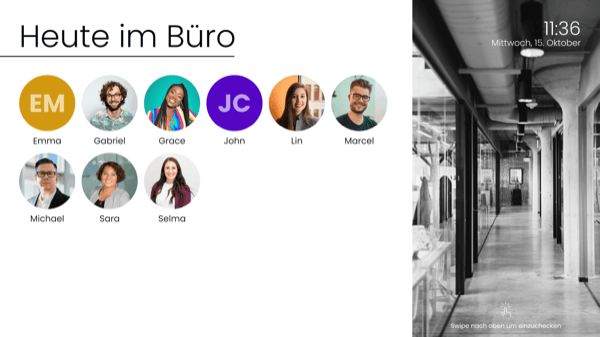 Heute im Büro
11:36
Mittwoch, 15. Oktober
EM
JC
Emma
Gabriel
Grace
John
Lin
Marcel
Michael
Sara
Selma
Swipe nach oben um einzuchecken